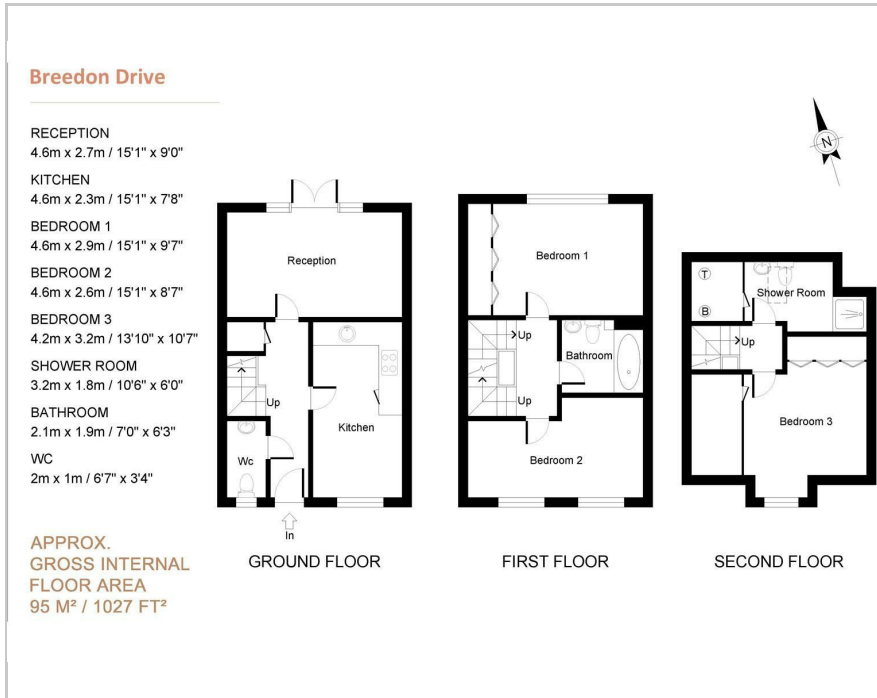 Breedon Drive
RECEPTION
4.6m x 2.7m / 15'1" x 9'0"
KITCHEN
4.6m x 2.3m / 15'1" x 7'8"
BEDROOM 1
4.6m x 2.9m / 15'1" x 9'7"
BEDROOM 2
4.6m x 2.6m / 15'1" x 8'7"
BEDROOM 3
4.2m x 3.2m / 13'10" x 10'7"
SHOWER ROOM
3.2m x 1.8m / 10'6" x 6'0"
BATHROOM
2.1m x 1.9m / 7'0" x 6'3"
WC
2m x 1m / 6'7" x 3'4"
APPROX.
GROSS INTERNAL
FLOOR AREA
95 M² / 1027 FT²
N
Reception
Up
Kitchen
Wc
In
GROUND FLOOR
Bedroom 1
Up
Bathroom
Up
Bedroom 2
FIRST FLOOR
T
B
Shower Room
Up
Bedroom 3
SECOND FLOOR